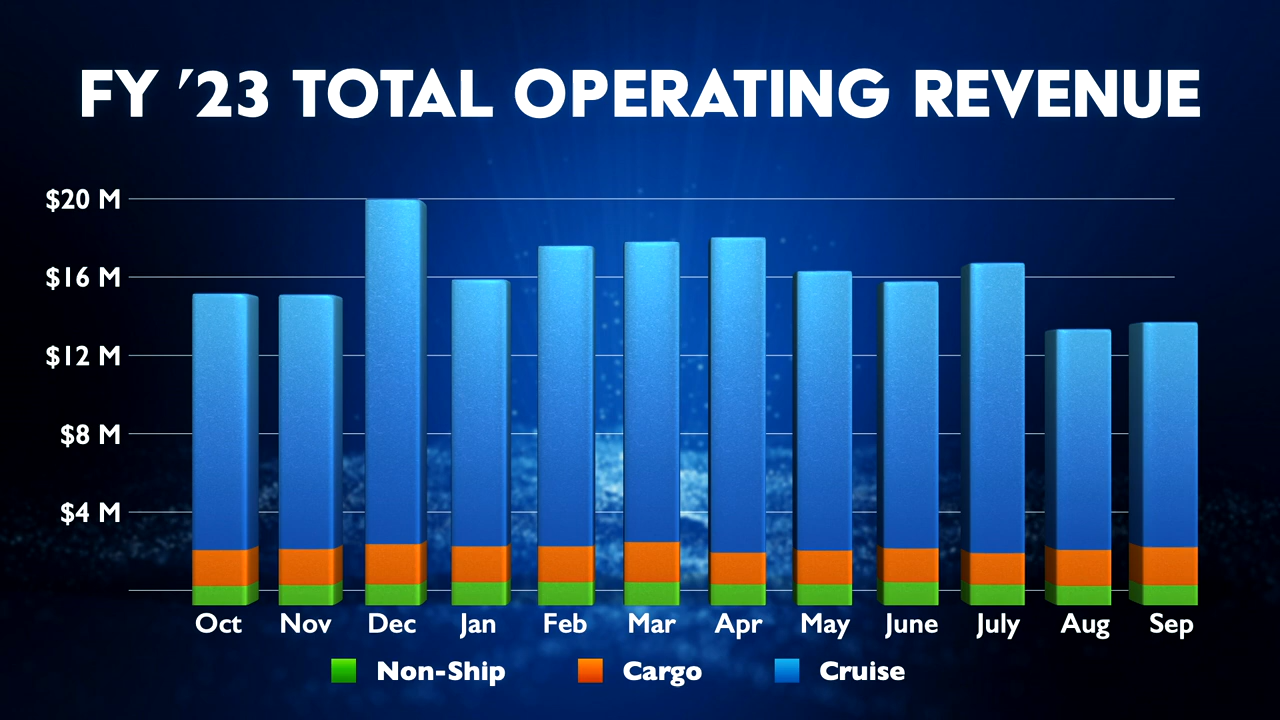 FY ’23 TOTAL OPERATING REVENUE
$20 M
$16 M
$12 M
$8 M
$4 M
Oct Nov Dec Jan Feb Mar Apr May June July Aug Sep
Non-Ship Cargo Cruise